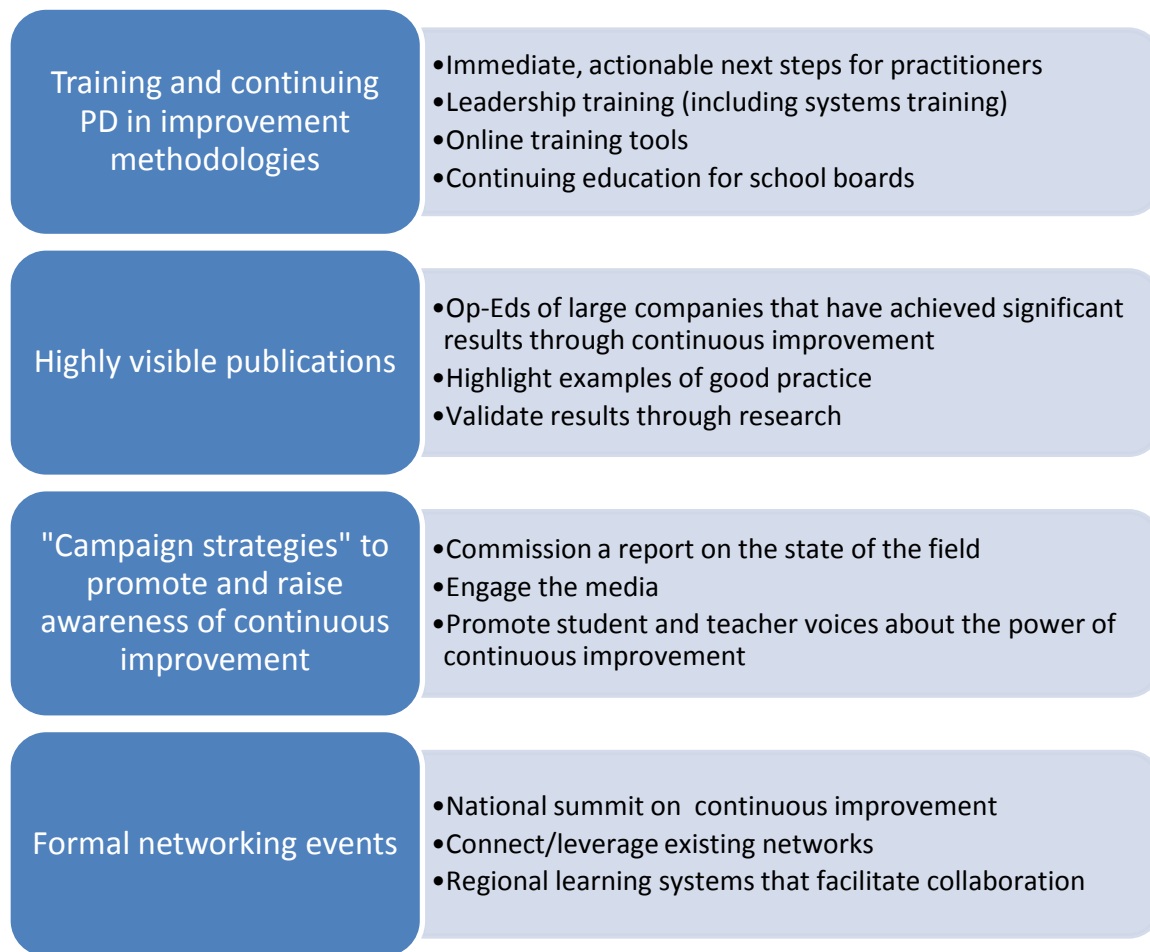 Training and continuing
PD in improvement
methodologies
•Immediate, actionable next steps for practitioners
•Leadership training (including systems training)
•Online training tools
•Continuing education for school boards
Highly visible publications
•Op-Eds of large companies that have achieved significant
results through continuous improvement
•Highlight examples of good practice
•Validate results through research
"Campaign strategies" to
promote and raise
awareness of continuous
improvement
•Commission a report on the state of the field
•Engage the media
•Promote student and teacher voices about the power of
continuous improvement
Formal networking events
•National summit on  continuous improvement
•Connect/leverage existing networks
•Regional learning systems that facilitate collaboration